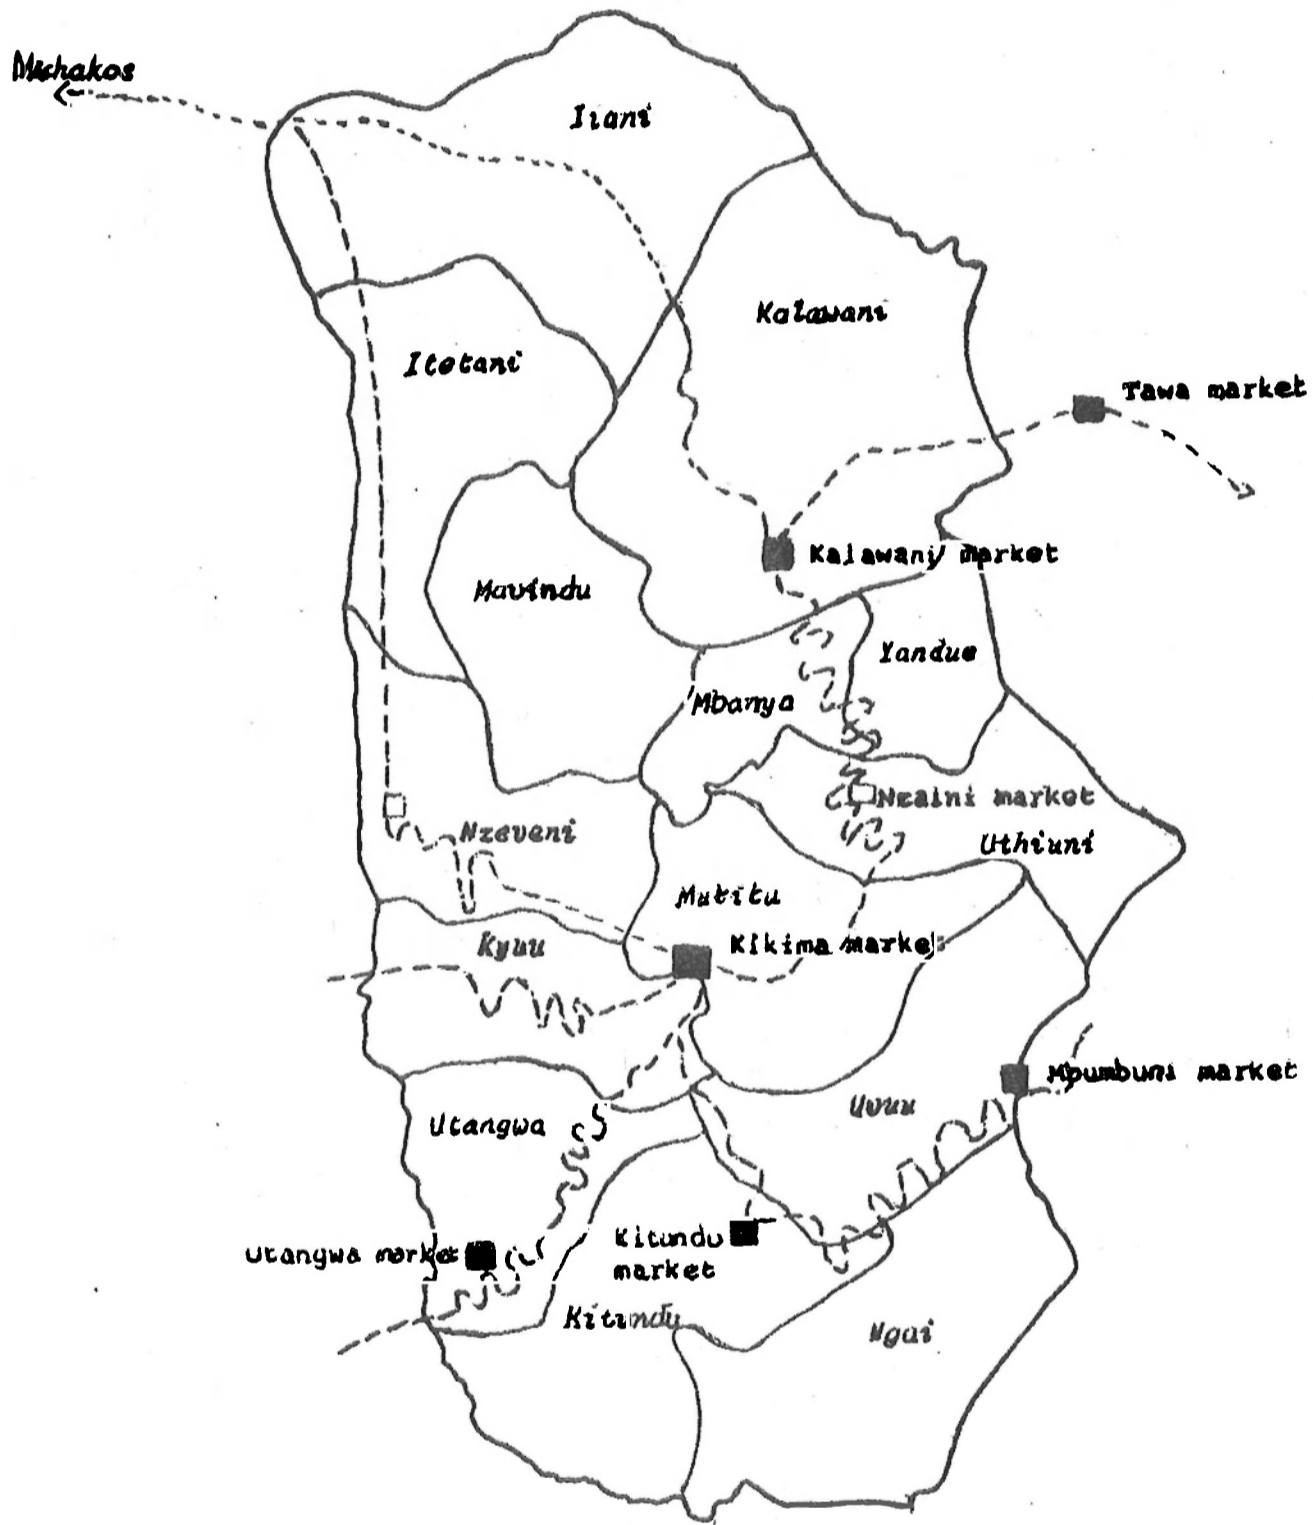 Machakos
Iiani
Kalawani
Itetani
Tawa market
Kalawani market
Mavindu
Yandue
Mbanya
Nzaini market
Nzeveni
Uthiuni
Mutitu
Kyuu
Kikima market
Mbumbuni market
Uvuu
Utangwa
Kitundu
market
Utangwa market
Kitundu
Ngai